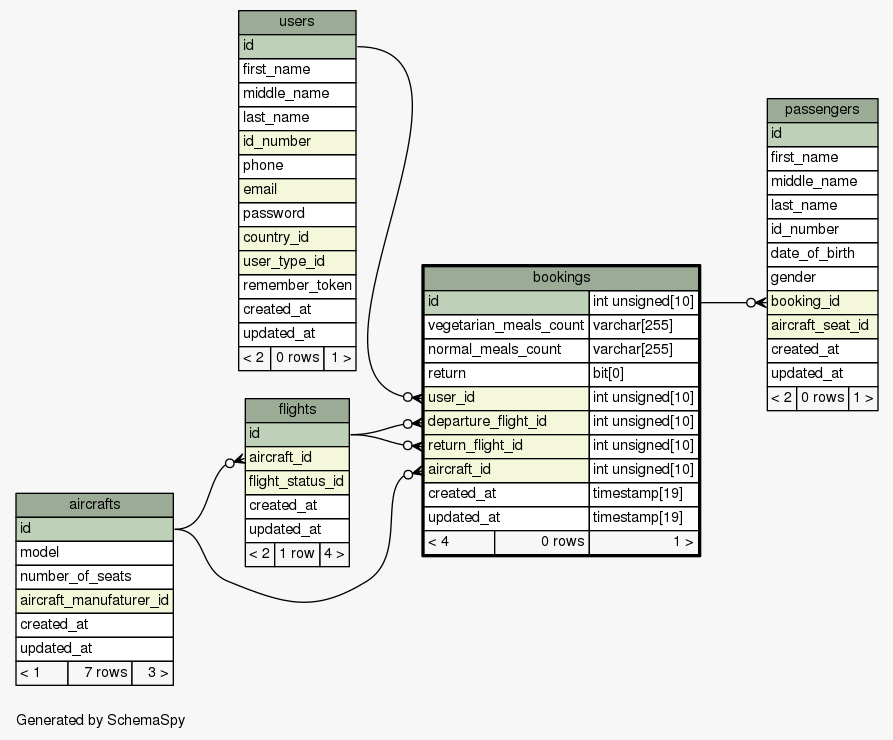 users
id
first_name
middle_name
last_name
id_number
phone
email
password
country_id
user_type_id
remember_token
created_at
updated_at
< 2 0 rows 1 >
passengers
id
first_name
middle_name
last_name
id_number
date_of_birth
gender
booking_id
aircraft_seat_id
created_at
updated_at
< 2 0 rows 1 >
bookings
id int unsigned[10]
vegetarian_meals_count varchar[255]
normal_meals_count varchar[255]
return bit[0]
user_id int unsigned[10]
departure_flight_id int unsigned[10]
return_flight_id int unsigned[10]
aircraft_id int unsigned[10]
created_at timestamp[19]
updated_at timestamp[19]
< 4 0 rows 1 >
flights
id
aircraft_id
flight_status_id
created_at
updated_at
< 2 1 row 4 >
aircrafts
id
model
number_of_seats
aircraft_manufaturer_id
created_at
updated_at
< 1 7 rows 3 >
Generated by SchemaSpy